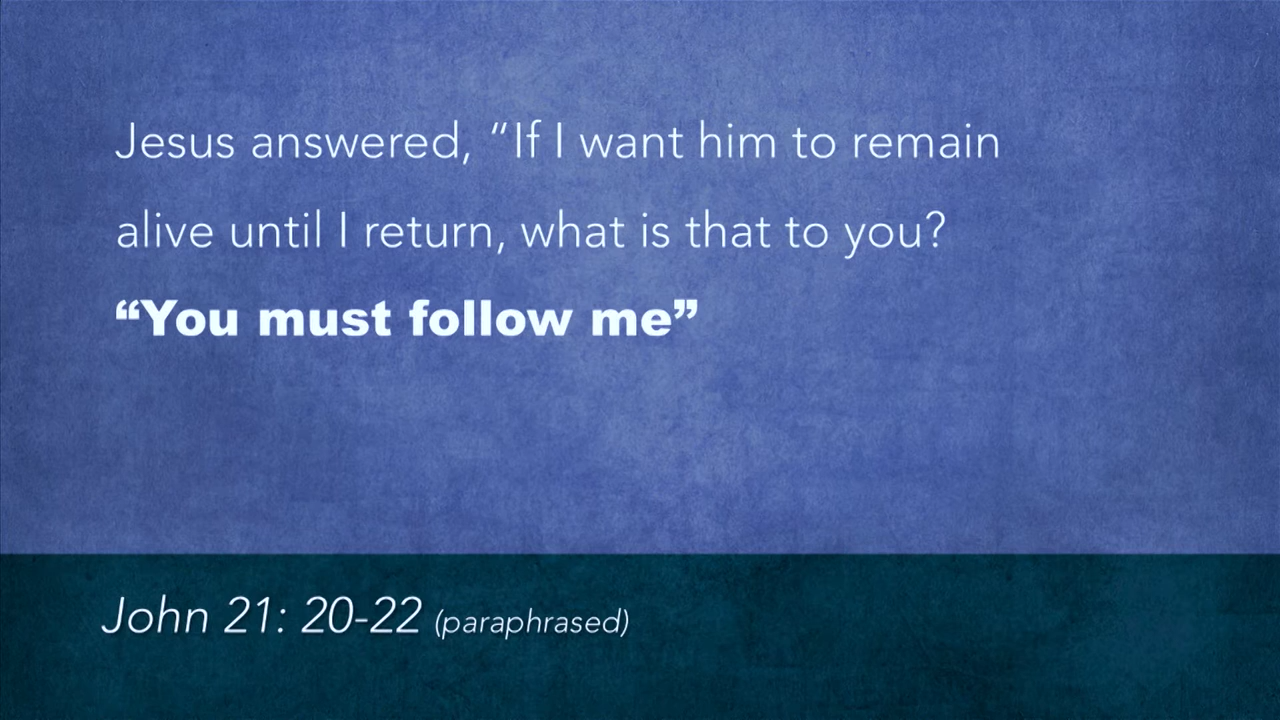 Jesus answered, “If I want him to remain
alive until I return, what is that to you?
“You must follow me”
John 21: 20-22 (paraphrased)